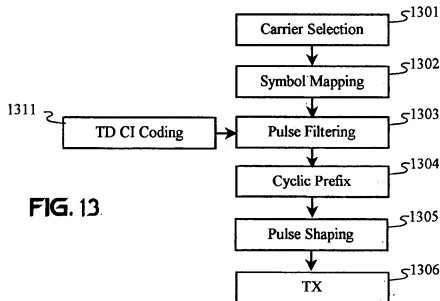 1301
Carrier Selection
1302
Symbol Mapping
1311
1303
TD CI Coding
Pulse Filtering
1304
Cyclic Prefix
FIG. 13
1305
Pulse Shaping
1306
TX